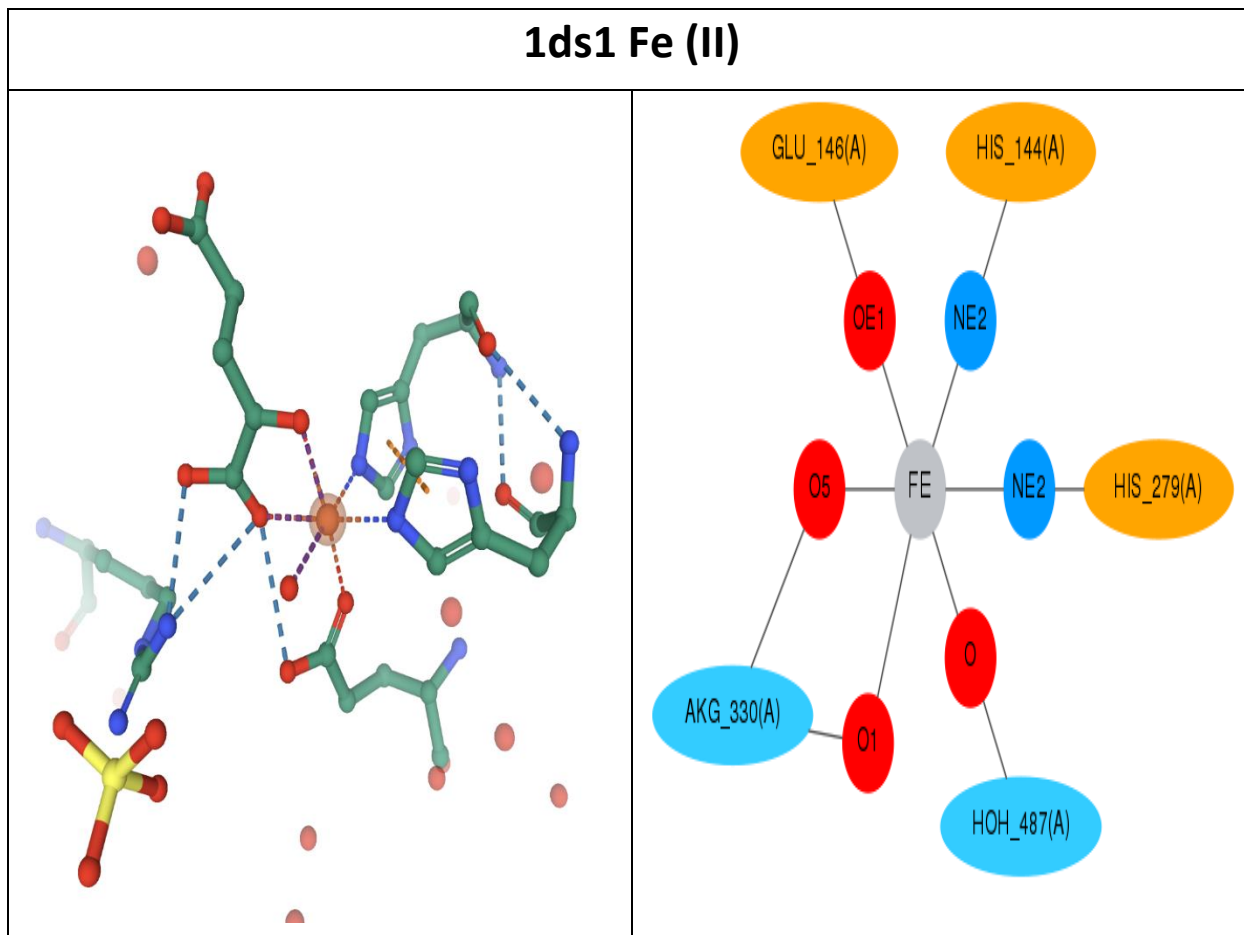 1ds1 Fe (II)
GLU_146(A)
HIS_144(A)
OE1
NE2
O5
FE
NE2
HIS_279(A)
O
AKG_330(A)
O1
HOH_487(A)